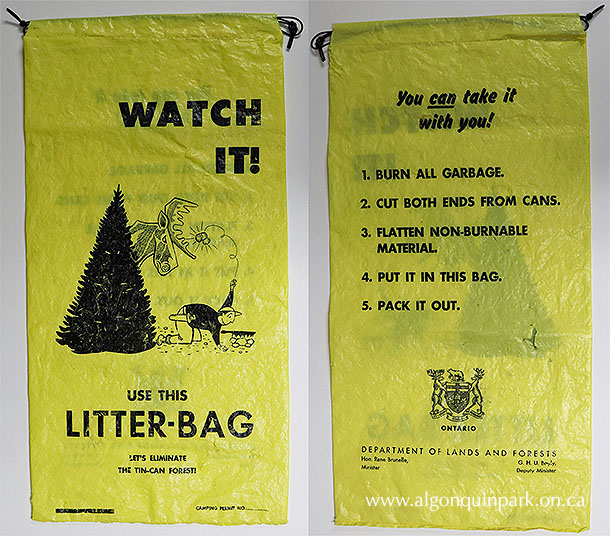 WATCH
IT!
USE THIS
LITTER-BAG
LET'S ELIMINATE
THE TIN-CAN FOREST!
CAMPING PERMIT NO.
You can take it
with you!
1. BURN ALL GARBAGE.
2. CUT BOTH ENDS FROM CANS.
3. FLATTEN NON-BURNABLE
MATERIAL.
4. PUT IT IN THIS BAG.
5. PACK IT OUT.
ONTARIO
DEPARTMENT OF LANDS AND FORESTS
Hon. Rene Brunelle, G. H. U. Bayly,
Minister Deputy Minister
www.algonquinpark.on.ca